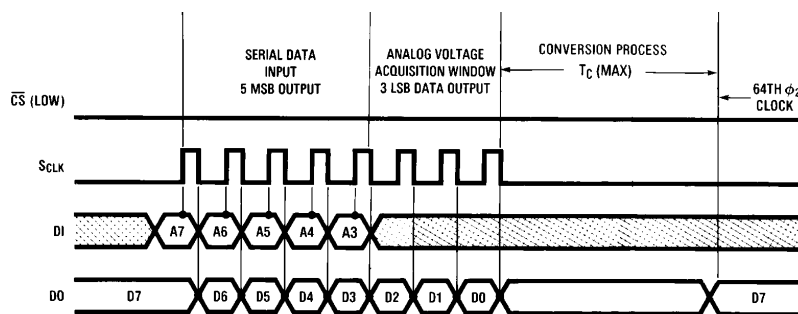 SERIAL DATA
INPUT
5 MSB OUTPUT
ANALOG VOLTAGE
ACQUISITION WINDOW
3 LSB DATA OUTPUT
CONVERSION PROCESS
TC (MAX)
64TH ϕ2
CLOCK
CS (LOW)
SCLK
DI
A7 A6 A5 A4 A3
DO
D7 D6 D5 D4 D3 D2 D1 D0 D7